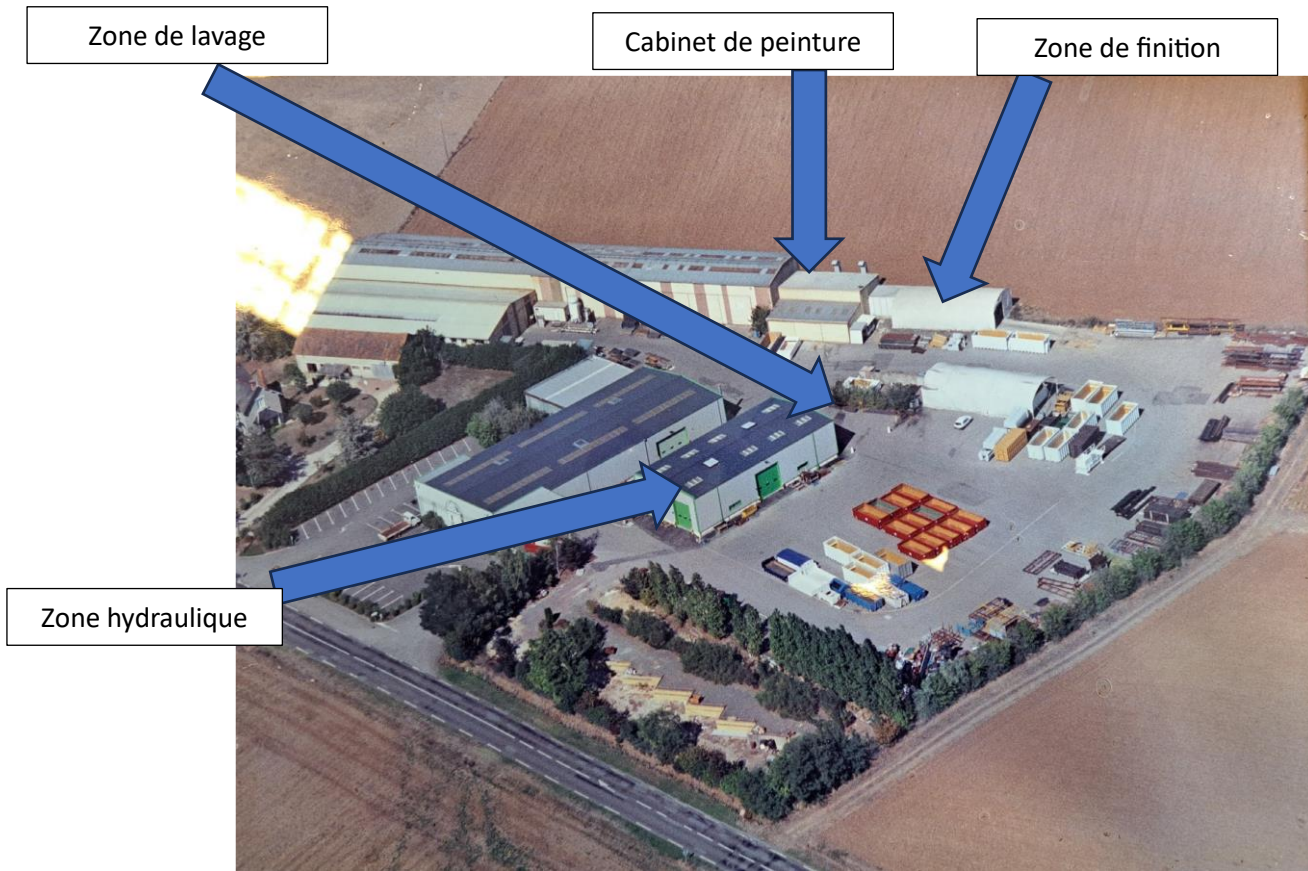 Zone de lavage
Cabinet de peinture
Zone de finition
Zone hydraulique